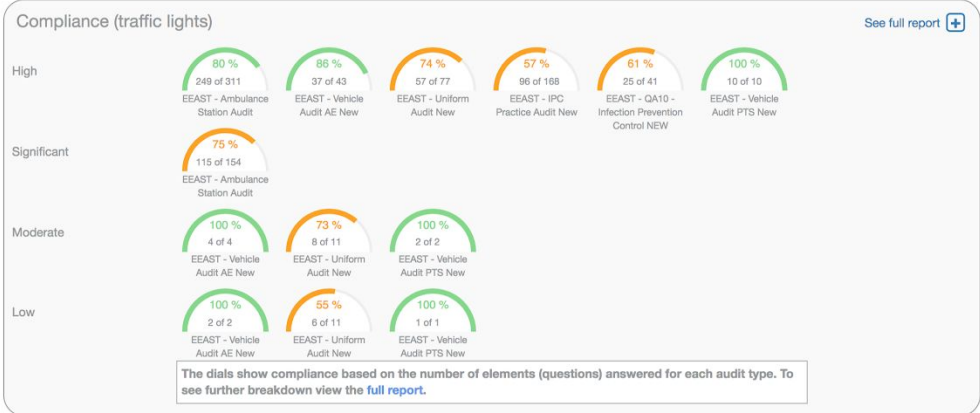 Compliance (traffic lights)
See full report
High
80 %
249 of 311
EEAST - Ambulance
Station Audit
86 %
37 of 43
EEAST - Vehicle
Audit AE New
74 %
57 of 77
EEAST - Uniform
Audit New
57 %
96 of 168
EEAST - IPC
Practice Audit New
61 %
25 of 41
EEAST - QA10 -
Infection Prevention
Control NEW
100 %
10 of 10
EEAST - Vehicle
Audit PTS New
Significant
75 %
115 of 154
EEAST - Ambulance
Station Audit
Moderate
100 %
4 of 4
EEAST - Vehicle
Audit AE New
73 %
8 of 11
EEAST - Uniform
Audit New
100 %
2 of 2
EEAST - Vehicle
Audit PTS New
Low
100 %
2 of 2
EEAST - Vehicle
Audit AE New
55 %
6 of 11
EEAST - Uniform
Audit New
100 %
1 of 1
EEAST - Vehicle
Audit PTS New
The dials show compliance based on the number of elements (questions) answered for each audit type. To
see further breakdown view the full report.